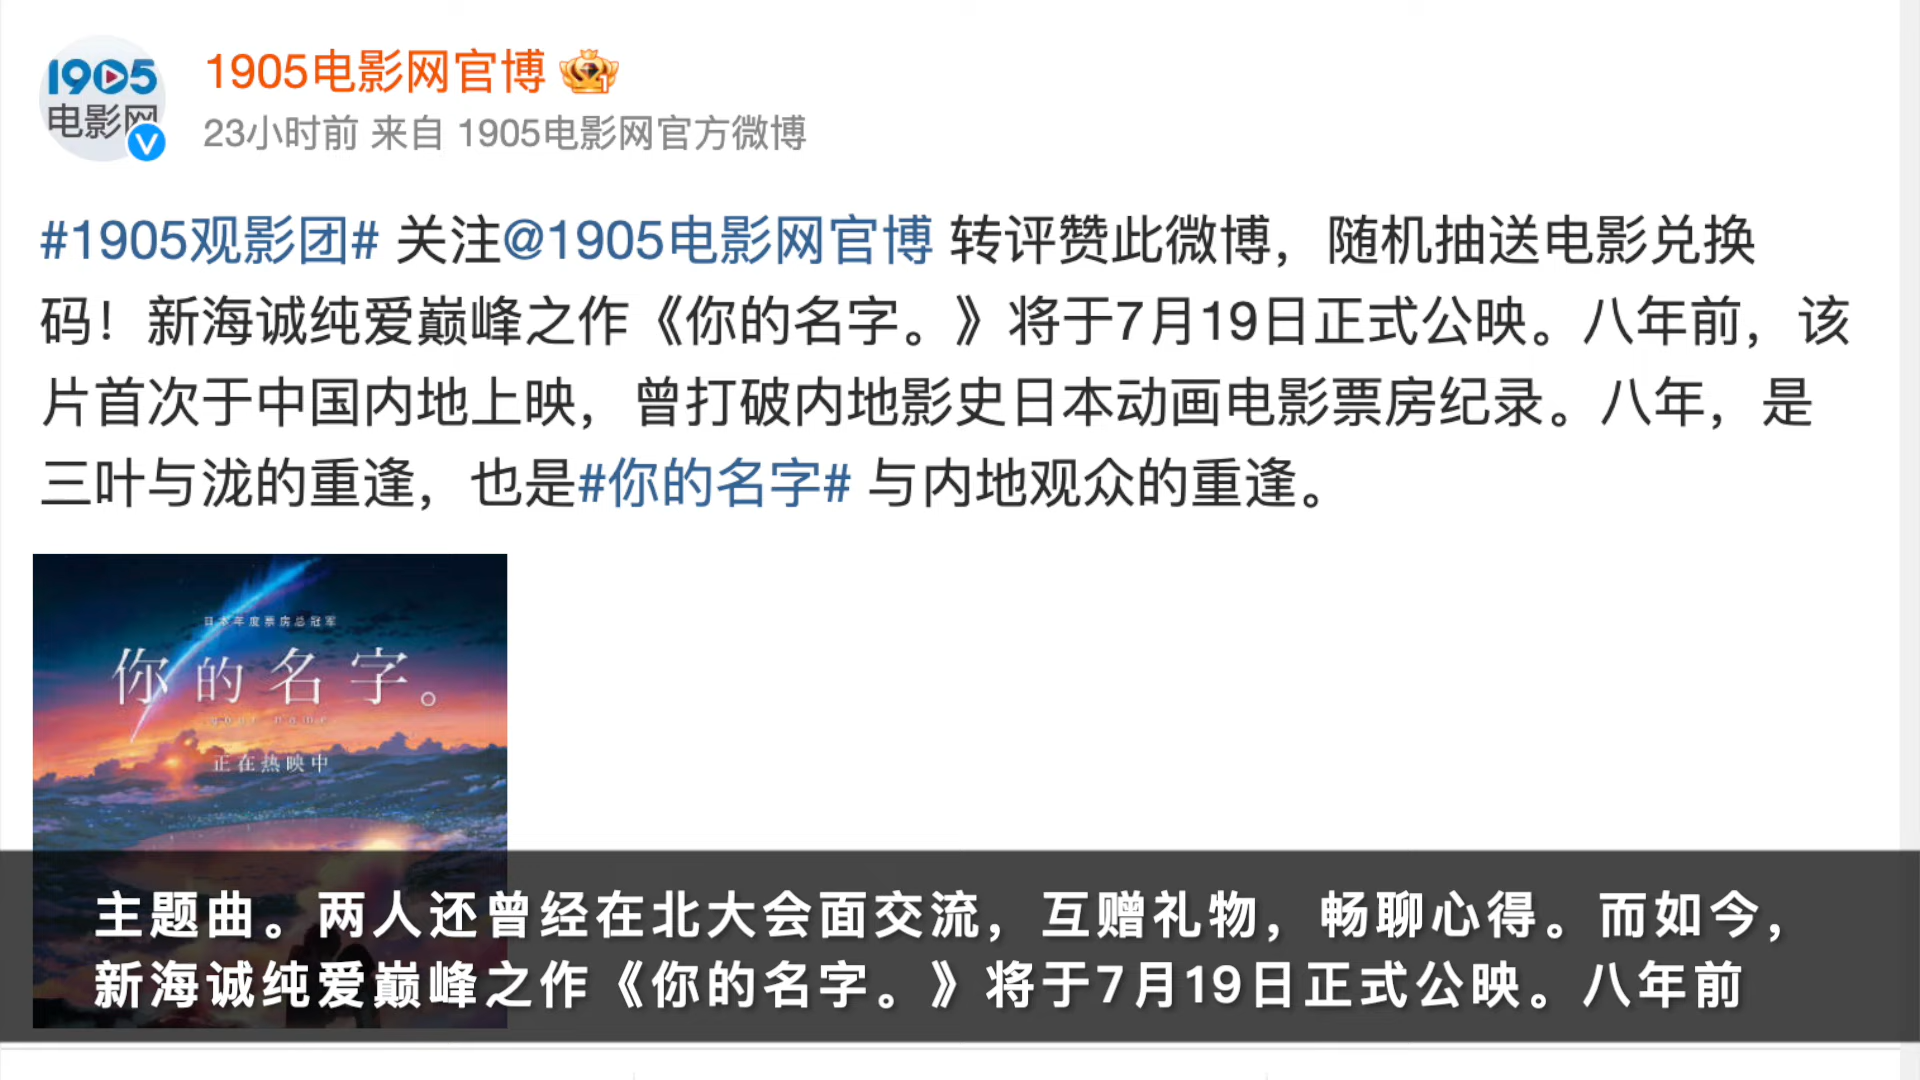 1905
电影网
1905电影网官博
23小时前 来自 1905电影网官方微博
#1905观影团# 关注@1905电影网官博 转评赞此微博，随机抽送电影兑换
码！新海诚纯爱巅峰之作《你的名字。》将于7月19日正式公映。八年前，该
片首次于中国内地上映，曾打破内地影史日本动画电影票房纪录。八年，是
三叶与泷的重逢，也是#你的名字# 与内地观众的重逢。
日本年度票房总冠军
你的名字。
your name.
正在热映中
主题曲。两人还曾经在北大会面交流，互赠礼物，畅聊心得。而如今，
新海诚纯爱巅峰之作《你的名字。》将于7月19日正式公映。八年前